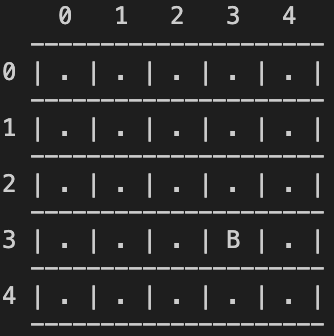 0 1 2 3 4
-------------------
0 | . | . | . | . | . |
-------------------
1 | . | . | . | . | . |
-------------------
2 | . | . | . | . | . |
-------------------
3 | . | . | . | B | . |
-------------------
4 | . | . | . | . | . |
-------------------